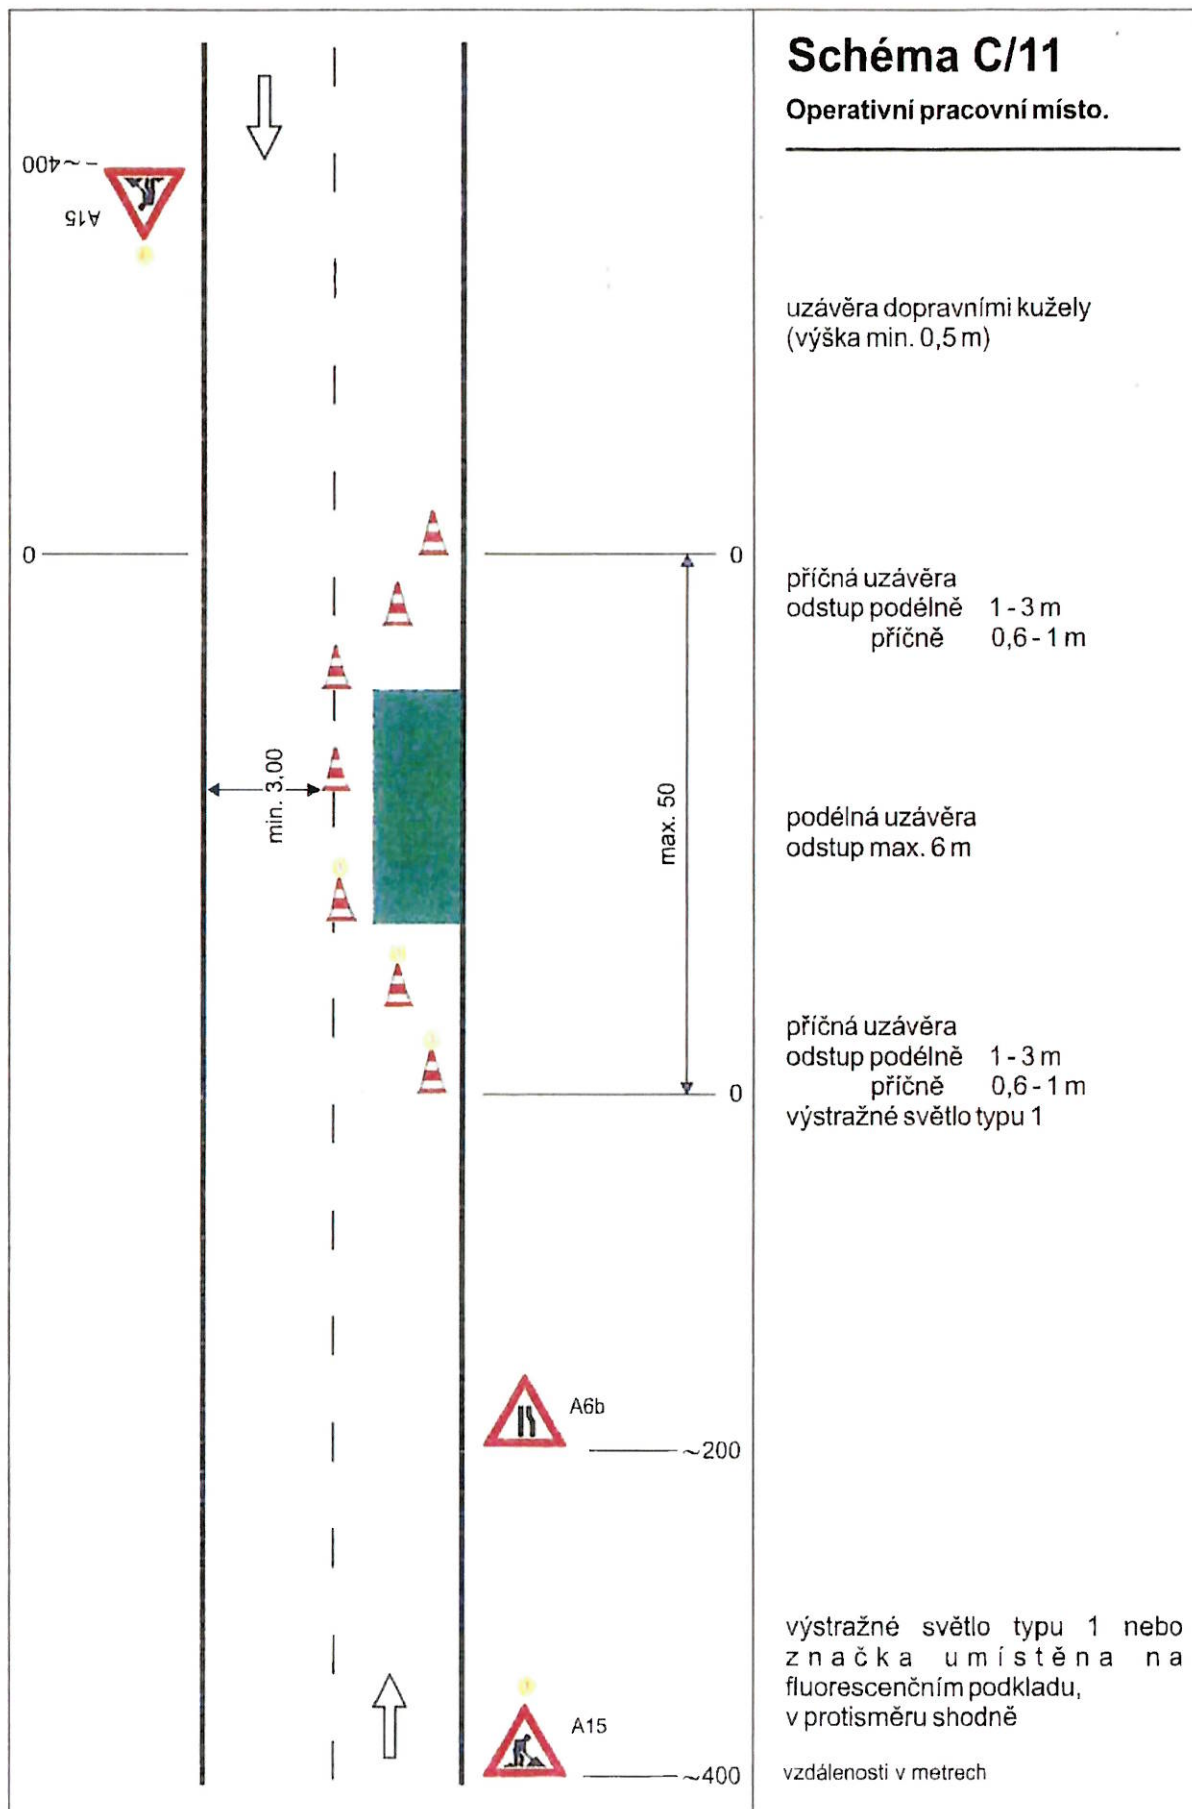 Schéma C/11
Operativní pracovní místo.
~400
A15
uzávěra dopravními kužely
(výška min. 0,5 m)
0
0
příčná uzávěra
odstup podélně 1 - 3 m
příčně 0,6 - 1 m
min. 3,00
max. 50
podélná uzávěra
odstup max. 6 m
příčná uzávěra
odstup podélně 1 - 3 m
příčně 0,6 - 1 m
výstražné světlo typu 1
0
A6b
~200
výstražné světlo typu 1 nebo
značka umístěna na
fluorescenčním podkladu,
v protisměru shodně
A15
~400
vzdálenosti v metrech